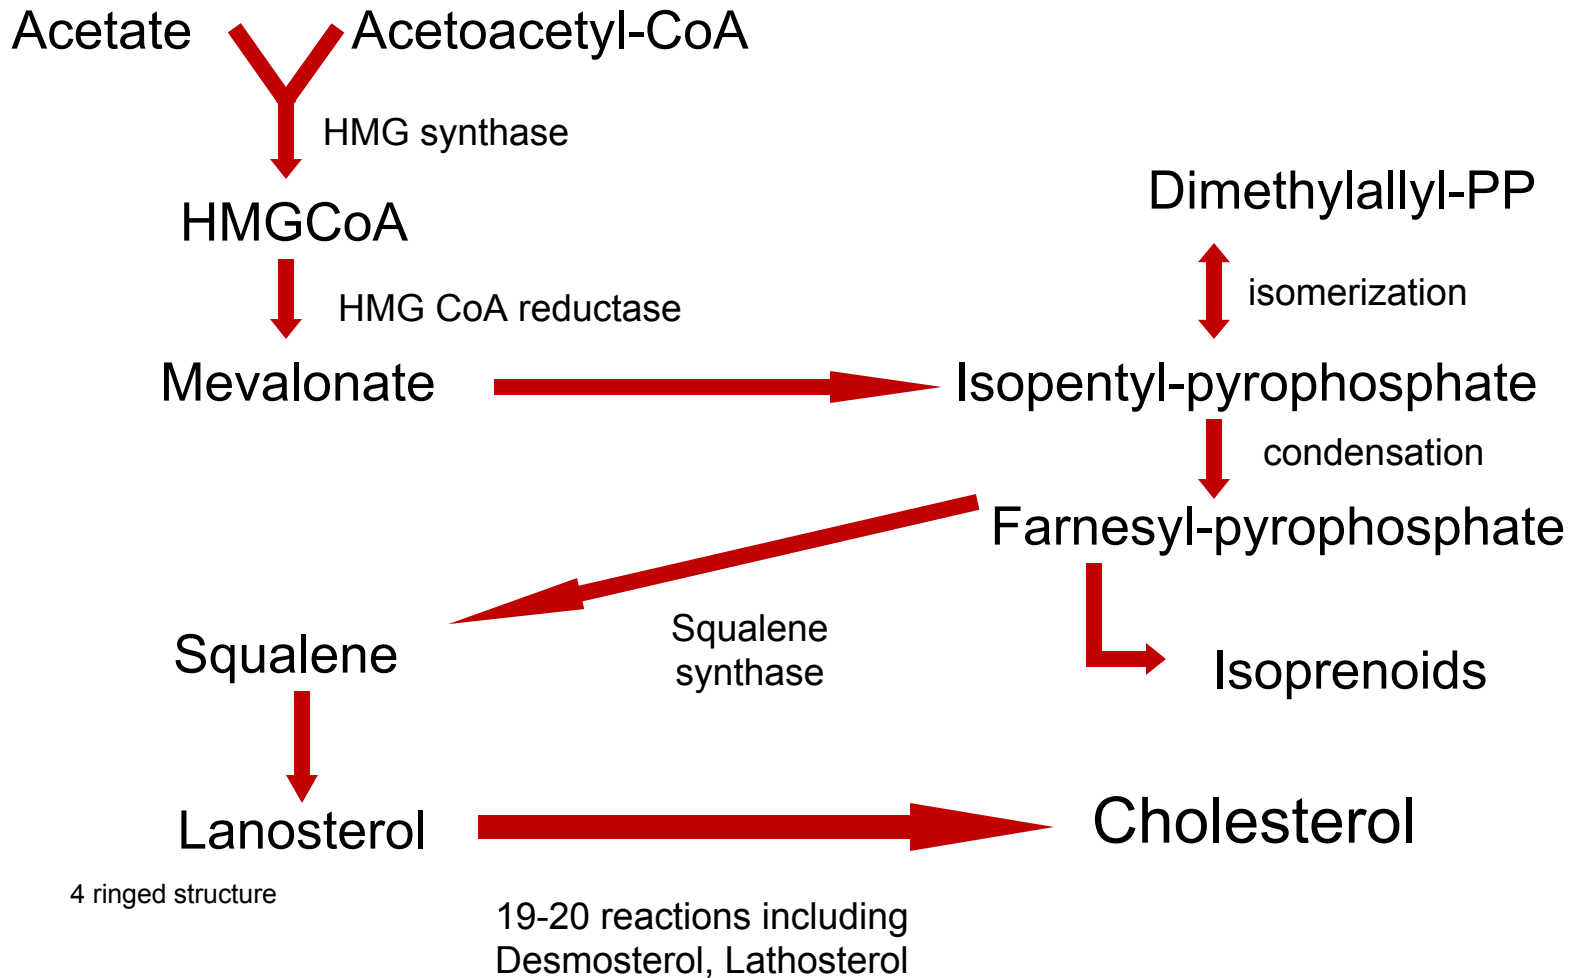 Acetate
Acetoacetyl-CoA
HMG synthase
HMGCoA
HMG CoA reductase
Mevalonate
Dimethylallyl-PP
isomerization
Isopentyl-pyrophosphate
condensation
Farnesyl-pyrophosphate
Squalene
synthase
Squalene
Isoprenoids
Lanosterol
4 ringed structure
Cholesterol
19-20 reactions including
Desmosterol, Lathosterol